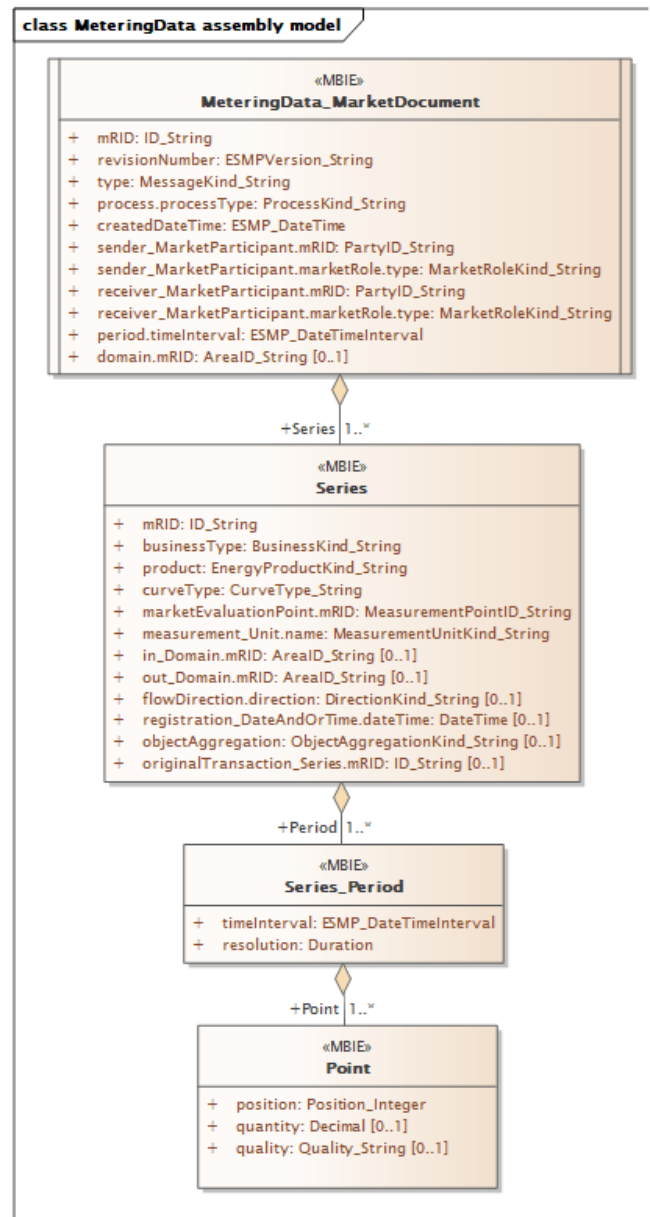 class MeteringData assembly model
«MBIE»
MeteringData_MarketDocument
+ mRID: ID_String
+ revisionNumber: ESMPVersion_String
+ type: MessageKind_String
+ process.processType: ProcessKind_String
+ createdDateTime: ESMP_DateTime
+ sender_MarketParticipant.mRID: PartyID_String
+ sender_MarketParticipant.marketRole.type: MarketRoleKind_String
+ receiver_MarketParticipant.mRID: PartyID_String
+ receiver_MarketParticipant.marketRole.type: MarketRoleKind_String
+ period.timeInterval: ESMP_DateTimeInterval
+ domain.mRID: AreaID_String [0..1]
+Series 1..*
«MBIE»
Series
+ mRID: ID_String
+ businessType: BusinessKind_String
+ product: EnergyProductKind_String
+ curveType: CurveType_String
+ marketEvaluationPoint.mRID: MeasurementPointID_String
+ measurement_Unit.name: MeasurementUnitKind_String
+ in_Domain.mRID: AreaID_String [0..1]
+ out_Domain.mRID: AreaID_String [0..1]
+ flowDirection.direction: DirectionKind_String [0..1]
+ registration_DateAndOrTime.dateTime: DateTime [0..1]
+ objectAggregation: ObjectAggregationKind_String [0..1]
+ originalTransaction_Series.mRID: ID_String [0..1]
+Period 1..*
«MBIE»
Series_Period
+ timeInterval: ESMP_DateTimeInterval
+ resolution: Duration
+Point 1..*
«MBIE»
Point
+ position: Position_Integer
+ quantity: Decimal [0..1]
+ quality: Quality_String [0..1]